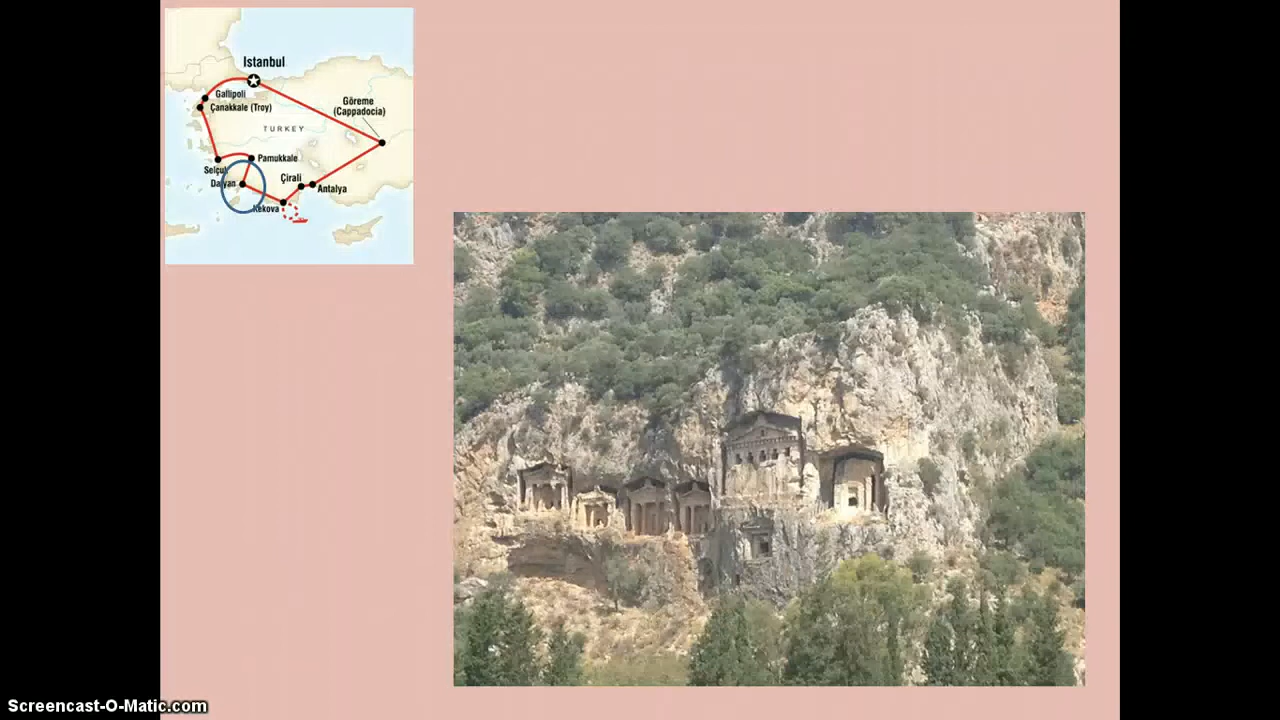 Istanbul
Gallipoli
Çanakkale (Troy)
Göreme
(Cappadocia)
TURKEY
Pamukkale
Selçuk
Dalyan
Çirali
Antalya
Kekova
Screencast-O-Matic.com